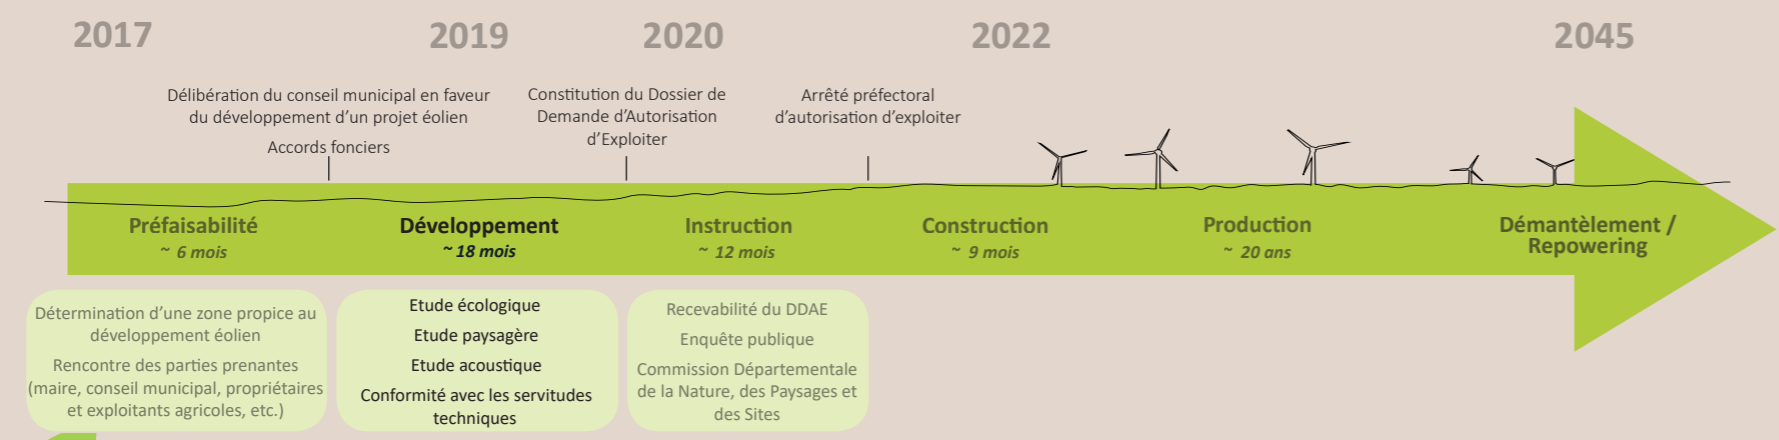 2017
2019
2020
2022
2045
Délibération du conseil municipal en faveur
du développement d'un projet éolien
Accords fonciers
Constitution du Dossier de
Demande d'Autorisation
d'Exploiter
Arrêté préfectoral
d'autorisation d'exploiter
Préfaisabilité
~ 6 mois
Développement
~ 18 mois
Instruction
~ 12 mois
Construction
~ 9 mois
Production
~ 20 ans
Démantèlement /
Repowering
Détermination d'une zone propice au
développement éolien
Rencontre des parties prenantes
(maire, conseil municipal, propriétaires
et exploitants agricoles, etc.)
Etude écologique
Etude paysagère
Etude acoustique
Conformité avec les servitudes
techniques
Recevabilité du DDAE
Enquête publique
Commission Départementale
de la Nature, des Paysages et
des Sites